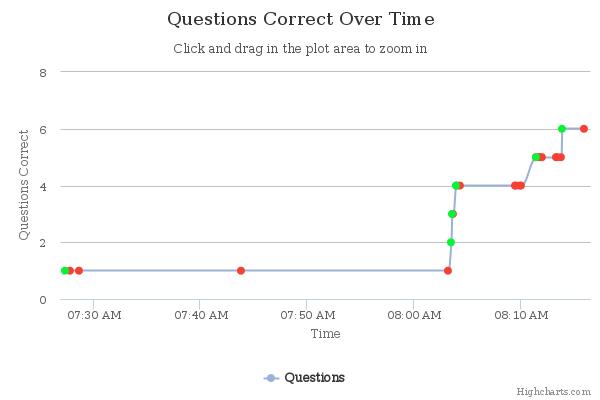 Questions Correct Over Time
Click and drag in the plot area to zoom in
Questions Correct
8
6
4
2
0
07:30 AM 07:40 AM 07:50 AM 08:00 AM 08:10 AM
Time
Questions
Highcharts.com